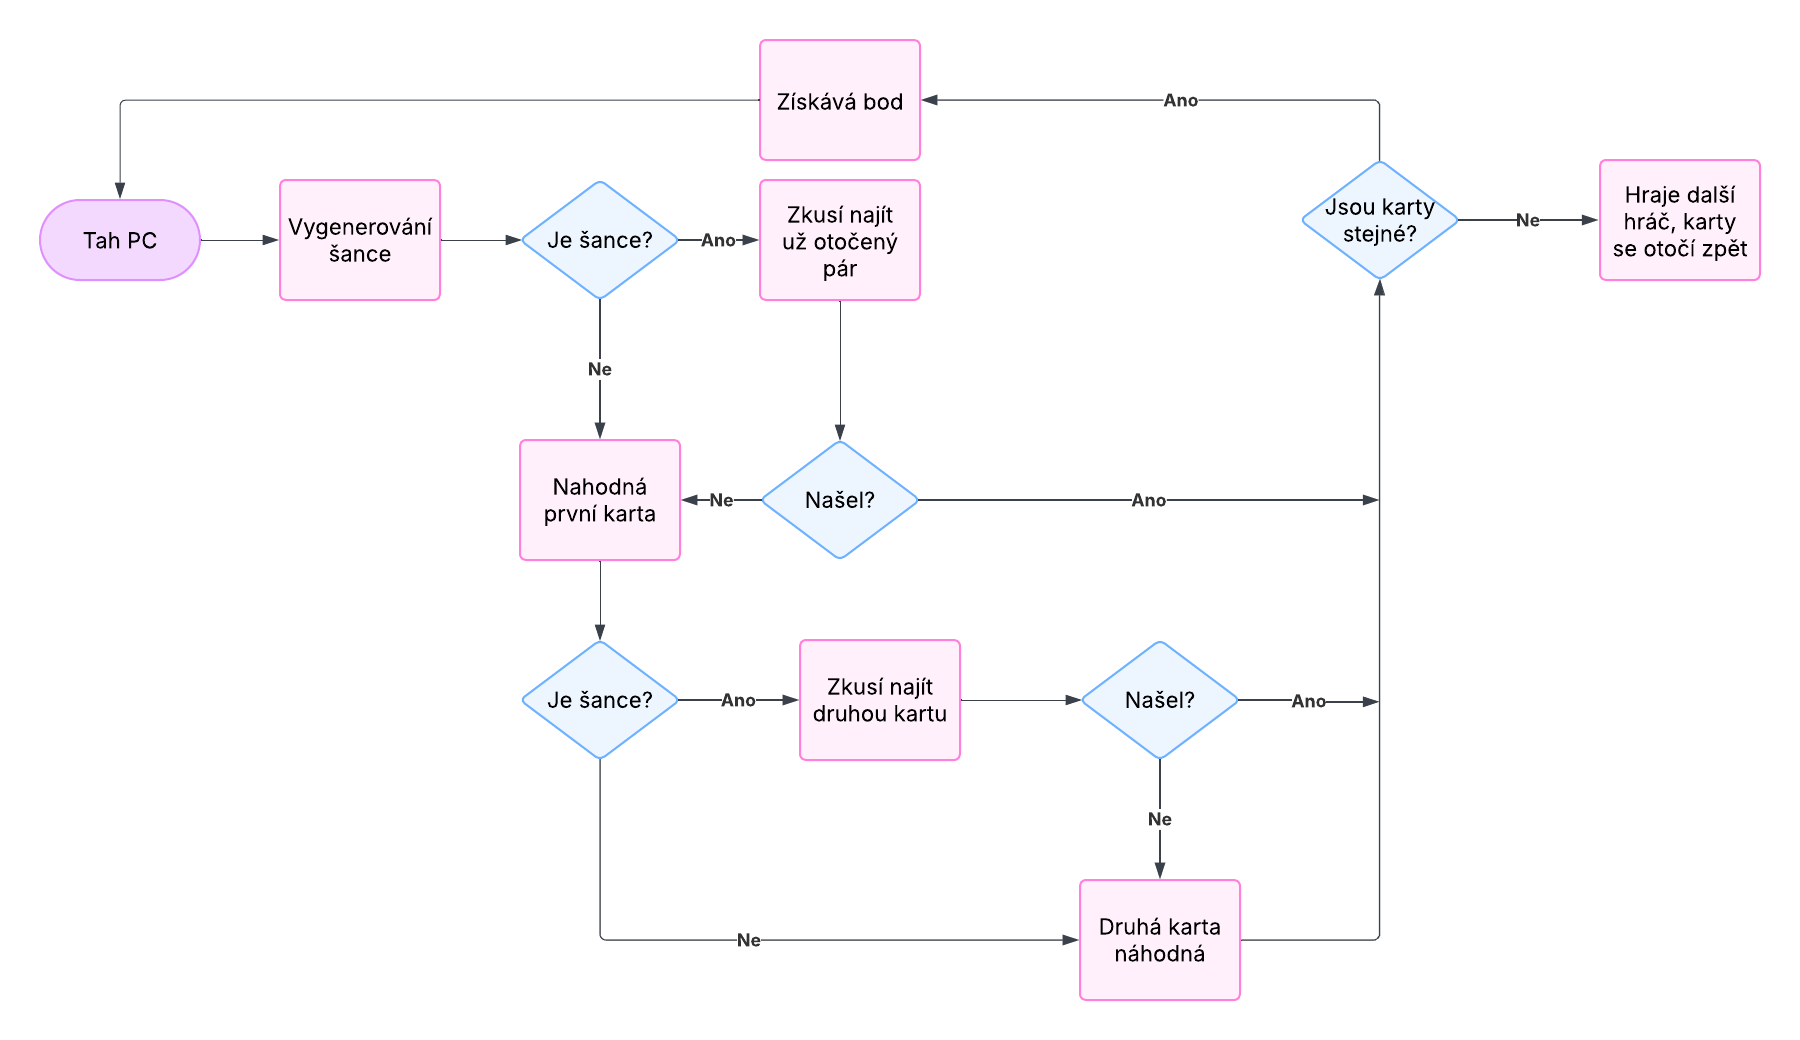 Získává bod
Ano
Tah PC
Vygenerování
šance
Je šance?
Ano
Zkusí najít
už otočený
pár
Jsou karty
stejné?
Ne
Hraje další
hráč, karty
se otočí zpět
Ne
Nahodná
první karta
Ne
Našel?
Ano
Je šance?
Ano
Zkusí najít
druhou kartu
Našel?
Ano
Ne
Ne
Druhá karta
náhodná